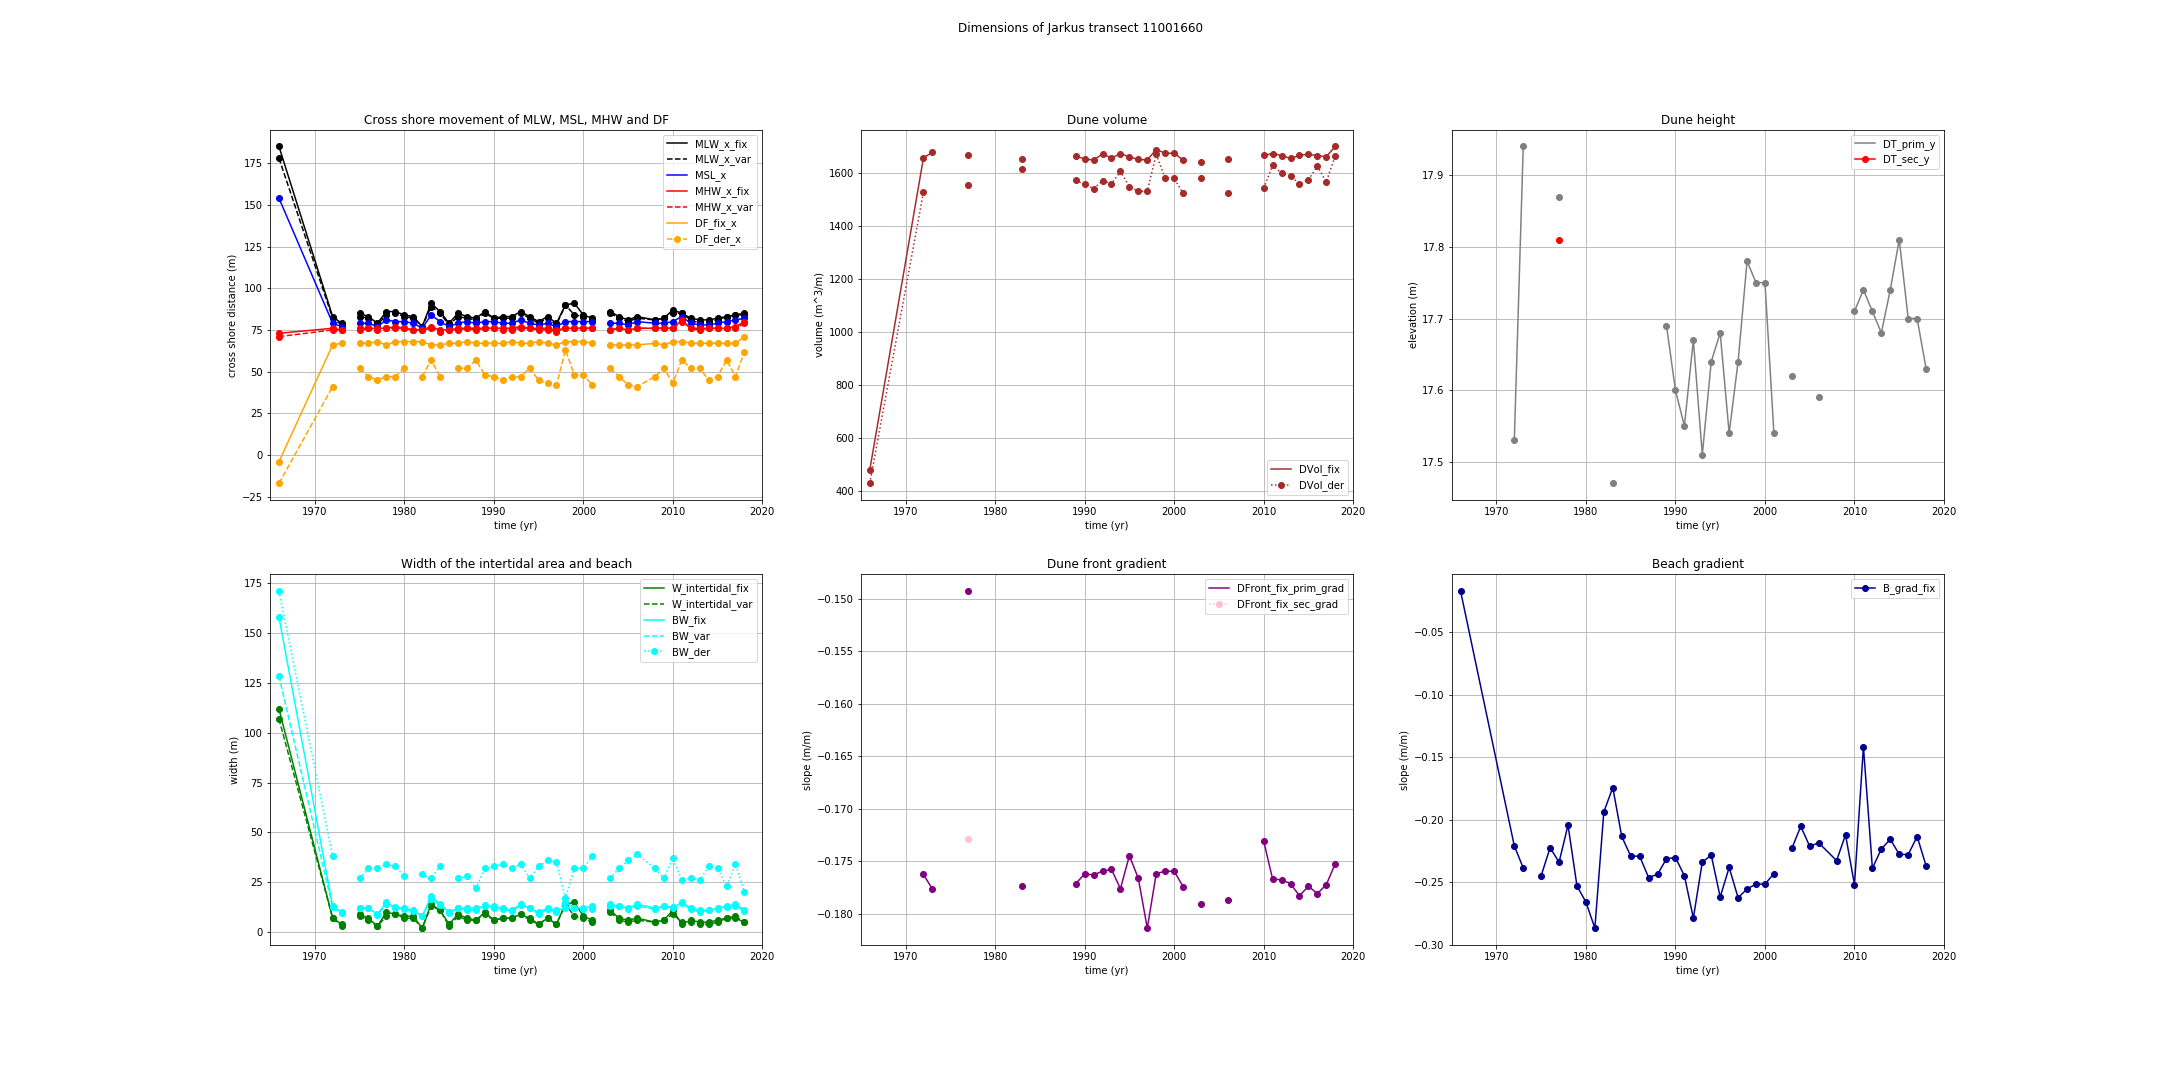 Dimensions of Jarkus transect 11001660
Cross shore movement of MLW, MSL, MHW and DF
cross shore distance (m)
175
150
125
100
75
50
25
0
−25
MLW_x_fix
MLW_x_var
MSL_x
MHW_x_fix
MHW_x_var
DF_fix_x
DF_der_x
1970 1980 1990 2000 2010 2020
time (yr)
Dune volume
volume (m^3/m)
1600
1400
1200
1000
800
600
400
DVol_fix
DVol_der
1970 1980 1990 2000 2010 2020
time (yr)
Dune height
elevation (m)
17.9
17.8
17.7
17.6
17.5
DT_prim_y
DT_sec_y
1970 1980 1990 2000 2010 2020
time (yr)
Width of the intertidal area and beach
width (m)
175
150
125
100
75
50
25
0
W_intertidal_fix
W_intertidal_var
BW_fix
BW_var
BW_der
1970 1980 1990 2000 2010 2020
time (yr)
Dune front gradient
slope (m/m)
−0.150
−0.155
−0.160
−0.165
−0.170
−0.175
−0.180
DFront_fix_prim_grad
DFront_fix_sec_grad
1970 1980 1990 2000 2010 2020
time (yr)
Beach gradient
slope (m/m)
−0.05
−0.10
−0.15
−0.20
−0.25
−0.30
B_grad_fix
1970 1980 1990 2000 2010 2020
time (yr)